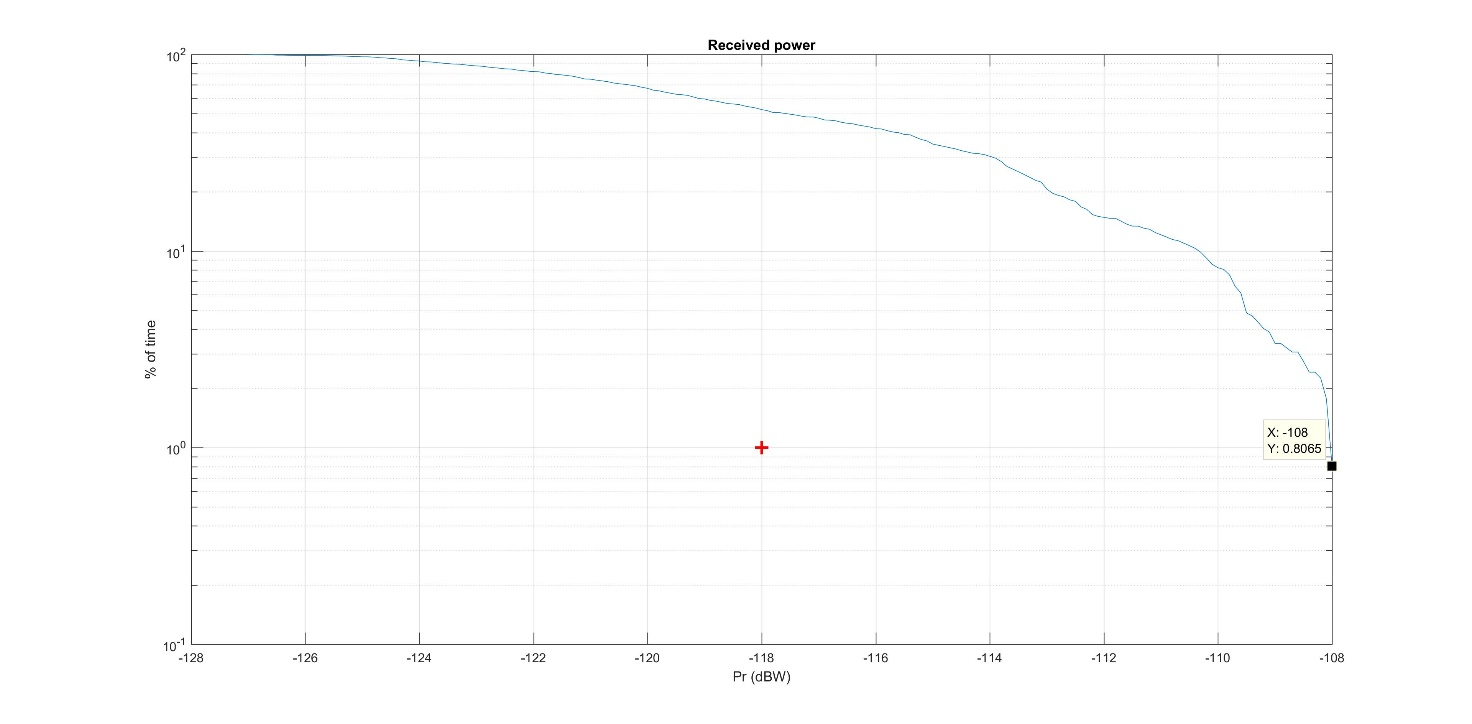 Received power
10^2
10^1
10^0
10^-1
% of time
X: -108
Y: 0.8065
-128 -126 -124 -122 -120 -118 -116 -114 -112 -110 -108
Pr (dBW)